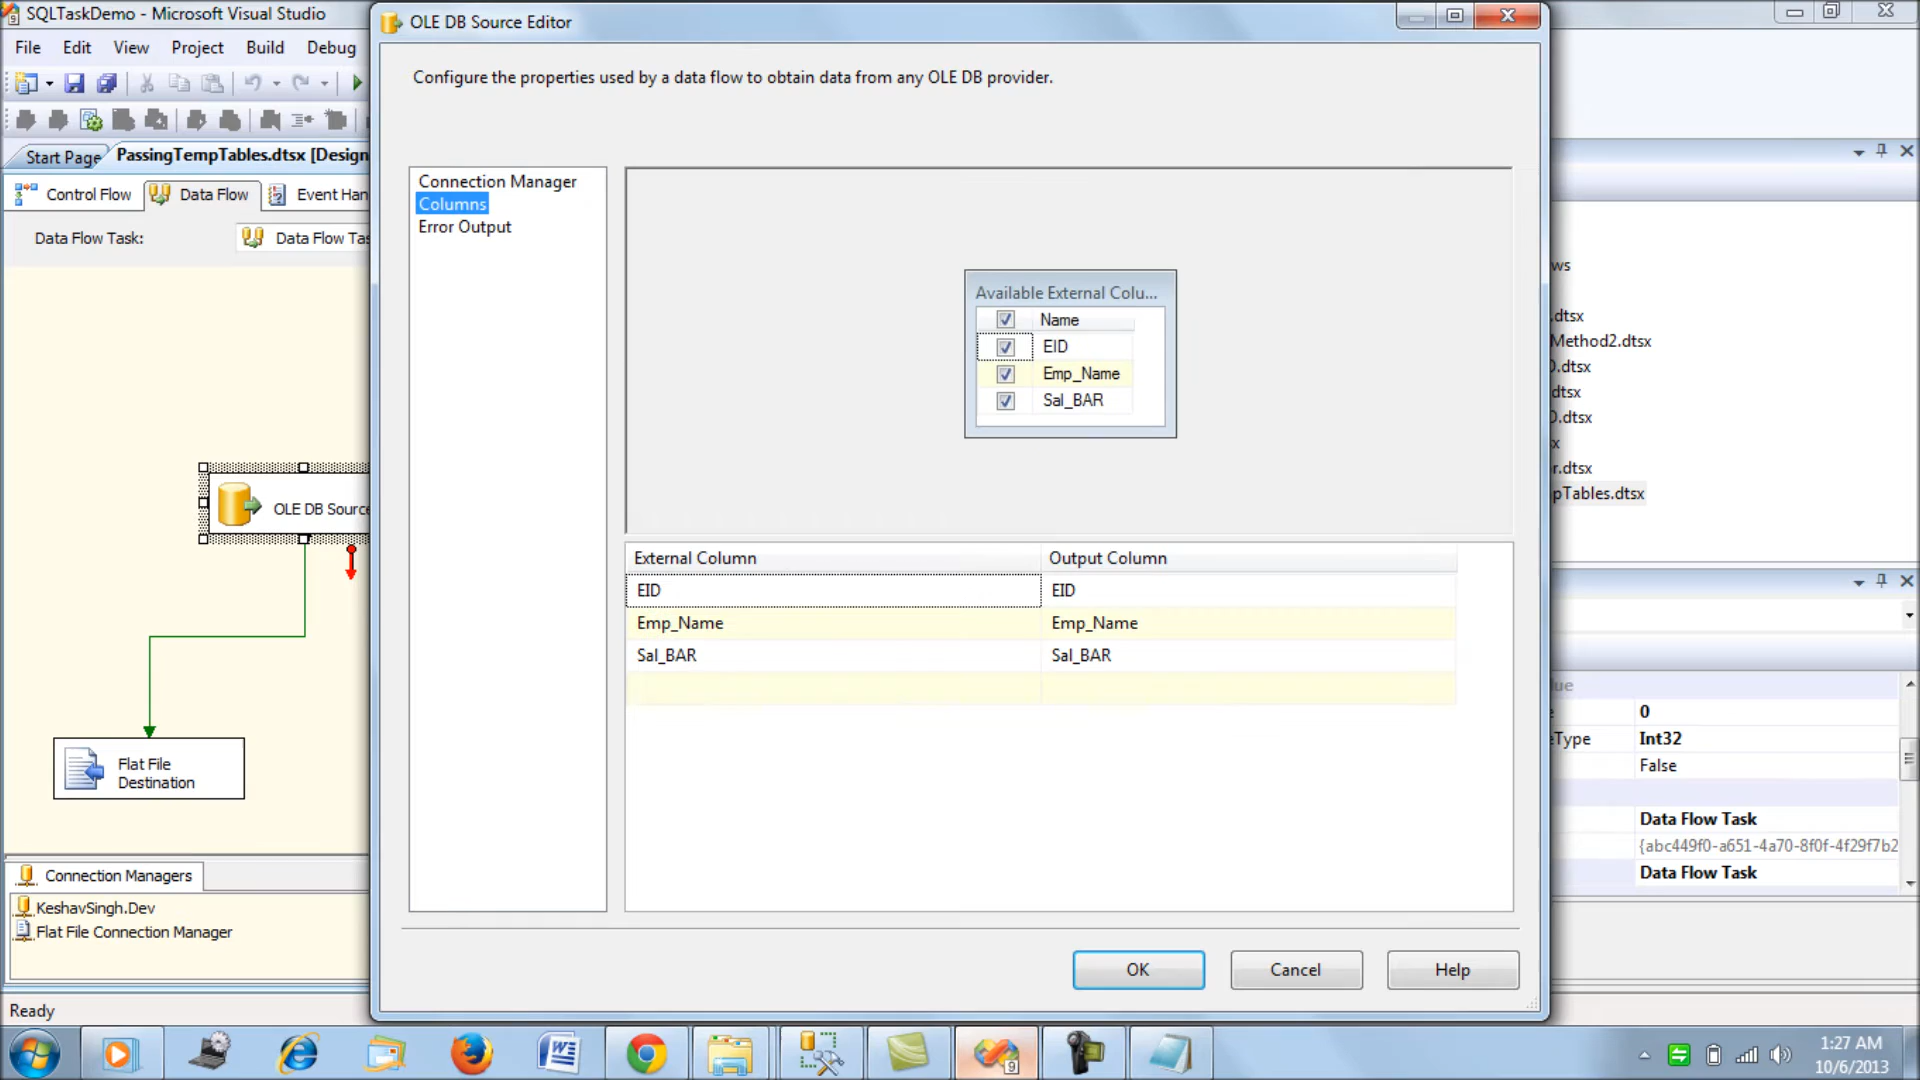 SQLTaskDemo - Microsoft Visual Studio
File Edit View Project Build Debug
Start Page PassingTempTables.dtsx [Design
Control Flow Data Flow Event Han
Data Flow Task: Data Flow Tas
OLE DB Source
Flat File
Destination
Connection Managers
KeshavSingh.Dev
Flat File Connection Manager
Ready
OLE DB Source Editor
Configure the properties used by a data flow to obtain data from any OLE DB provider.
Connection Manager
Columns
Error Output
Available External Colu...
Name
EID
Emp_Name
Sal_BAR
External Column Output Column
EID EID
Emp_Name Emp_Name
Sal_BAR Sal_BAR
OK Cancel Help
ws
.dtsx
Method2.dtsx
D.dtsx
.dtsx
D.dtsx
r.dtsx
pTables.dtsx
ue
0
eType Int32
False
Data Flow Task
{abc449f0-a651-4a70-8f0f-4f29f7b2
Data Flow Task
1:27 AM
10/6/2013